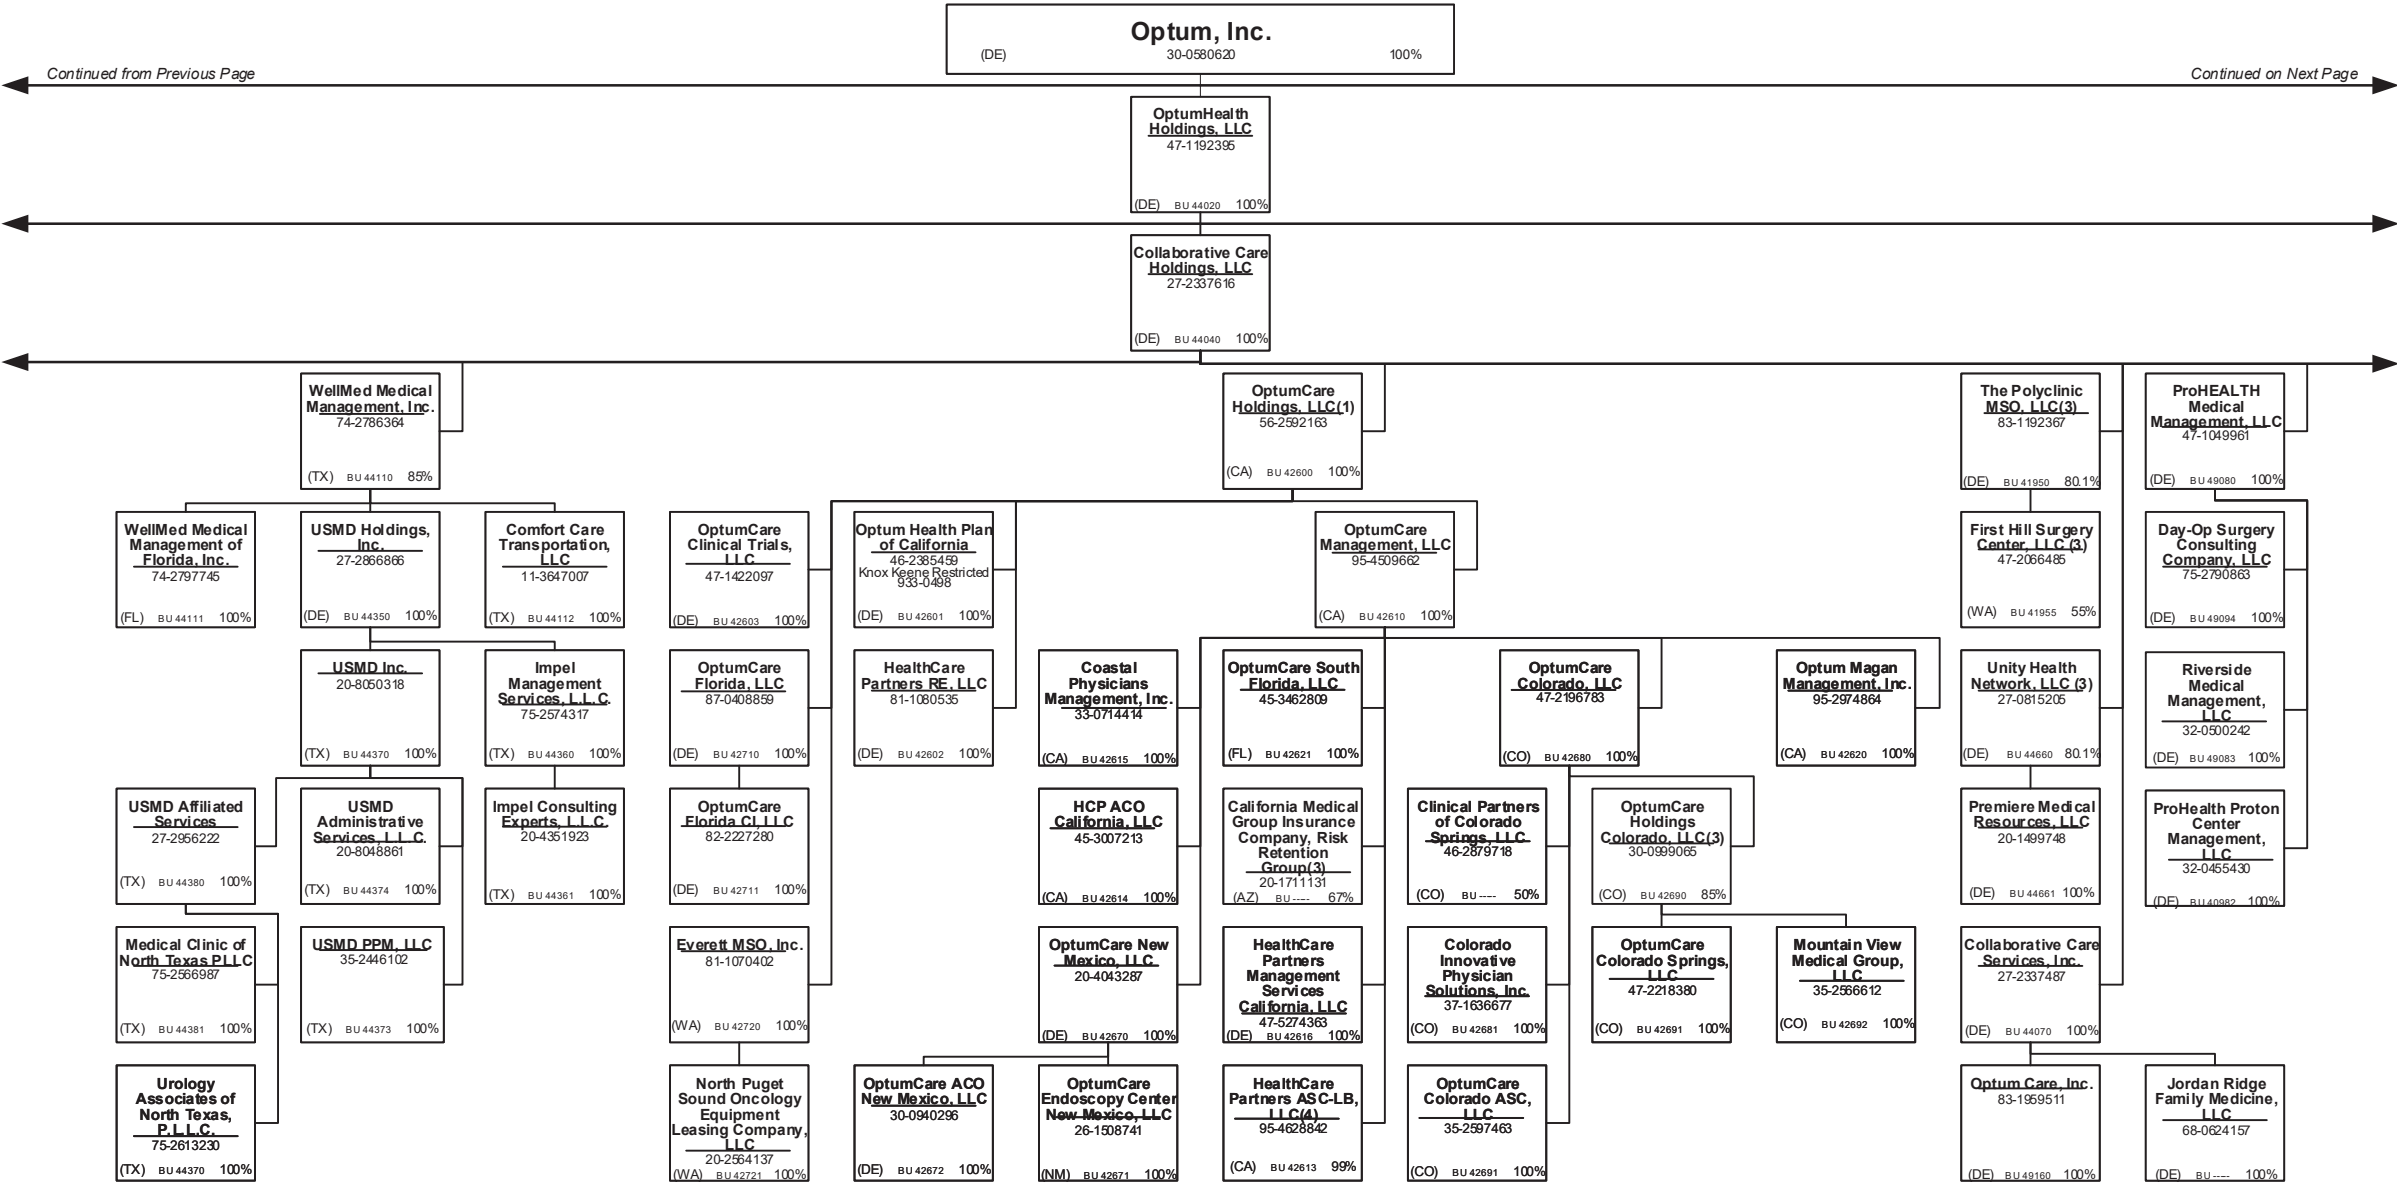 Optum, Inc.
(DE) 30-0580620 100%
Continued from Previous Page
Continued on Next Page
OptumHealth
Holdings, LLC
47-1192395
(DE) BU 44020 100%
Collaborative Care
Holdings, LLC
27-2337616
(DE) BU 44040 100%
WellMed Medical
Management, Inc.
74-2786364
(TX) BU 44110 85%
OptumCare
Holdings, LLC(1)
56-2592163
(CA) BU 42600 100%
The Polyclinic
MSO, LLC(3)
83-1192367
(DE) BU 41950 80.1%
ProHEALTH
Medical
Management, LLC
47-1049961
(DE) BU 49080 100%
WellMed Medical
Management of
Florida, Inc.
74-2797745
(FL) BU 44111 100%
USMD Holdings,
Inc.
27-2866866
(DE) BU 44350 100%
Comfort Care
Transportation,
LLC
11-3647007
(TX) BU 44112 100%
OptumCare
Clinical Trials,
LLC
47-1422097
(DE) BU 42603 100%
Optum Health Plan
of California
46-2385459
Knox Keene Restricted
933-0498
(DE) BU 42601 100%
OptumCare
Management, LLC
95-4509662
(CA) BU 42610 100%
First Hill Surgery
Center, LLC (3)
47-2066485
(WA) BU 41955 55%
Day-Op Surgery
Consulting
Company, LLC
75-2790863
(DE) BU 49094 100%
USMD Inc.
20-8050318
(TX) BU 44370 100%
Impel
Management
Services, L.L.C.
75-2574317
(TX) BU 44360 100%
OptumCare
Florida, LLC
87-0408859
(DE) BU 42710 100%
HealthCare
Partners RE, LLC
81-1080535
(DE) BU 42602 100%
Coastal
Physicians
Management, Inc.
33-0714414
(CA) BU 42615 100%
OptumCare South
Florida, LLC
45-3462809
(FL) BU 42621 100%
OptumCare
Colorado, LLC
47-2196783
(CO) BU 42680 100%
Optum Magan
Management, Inc.
95-2974864
(CA) BU 42620 100%
Unity Health
Network, LLC (3)
27-0815205
(DE) BU 44660 80.1%
Riverside
Medical
Management,
LLC
32-0500242
(DE) BU 49083 100%
USMD Affiliated
Services
27-2956222
(TX) BU 44380 100%
USMD
Administrative
Services, L.L.C.
20-8048861
(TX) BU 44374 100%
Impel Consulting
Experts, L.L.C.
20-4351923
(TX) BU 44361 100%
OptumCare
Florida CI, LLC
82-2227280
(DE) BU 42711 100%
HCP ACO
California, LLC
45-3007213
(CA) BU 42614 100%
California Medical
Group Insurance
Company, Risk
Retention
Group(3)
20-1711131
(AZ) BU ---- 67%
Clinical Partners
of Colorado
Springs, LLC
46-2879718
(CO) BU ---- 50%
OptumCare
Holdings
Colorado, LLC(3)
30-0999065
(CO) BU 42690 85%
Premiere Medical
Resources, LLC
20-1499748
(DE) BU 44661 100%
ProHealth Proton
Center
Management,
LLC
32-0455430
(DE) BU 40982 100%
Medical Clinic of
North Texas PLLC
75-2566987
(TX) BU 44381 100%
USMD PPM, LLC
35-2446102
(TX) BU 44373 100%
Everett MSO, Inc.
81-1070402
(WA) BU 42720 100%
OptumCare New
Mexico, LLC
20-4043287
(DE) BU 42670 100%
HealthCare
Partners
Management
Services
California, LLC
47-5274363
(DE) BU 42616 100%
Colorado
Innovative
Physician
Solutions, Inc.
37-1636677
(CO) BU 42681 100%
OptumCare
Colorado Springs,
LLC
47-2218380
(CO) BU 42691 100%
Mountain View
Medical Group,
LLC
35-2566612
(CO) BU 42692 100%
Collaborative Care
Services, Inc.
27-2337487
(DE) BU 44070 100%
Urology
Associates of
North Texas,
P.L.L.C.
75-2613230
(TX) BU 44370 100%
North Puget
Sound Oncology
Equipment
Leasing Company,
LLC
20-2564137
(WA) BU 42721 100%
OptumCare ACO
New Mexico, LLC
30-0940296
(DE) BU 42672 100%
OptumCare
Endoscopy Center
New Mexico, LLC
26-1508741
(NM) BU 42671 100%
HealthCare
Partners ASC-LB,
LLC(4)
95-4628842
(CA) BU 42613 99%
OptumCare
Colorado ASC,
LLC
35-2597463
(CO) BU 42691 100%
Optum Care, Inc.
83-1959511
(DE) BU 49160 100%
Jordan Ridge
Family Medicine,
LLC
68-0624157
(DE) BU ---- 100%